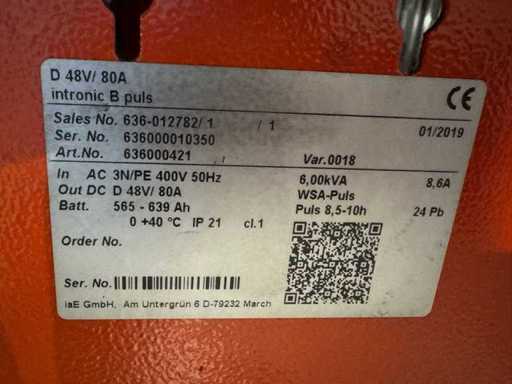 D 48V/ 80A
intronic B puls
CE
Sales No. 636-012782/ 1 / 1
Ser. No. 636000010350 01/2019
Art.No. 636000421 Var.0018
In AC 3N/PE 400V 50Hz 6,00kVA 8,6A
Out DC D 48V/ 80A WSA-Puls
Batt. 565 - 639 Ah Puls 8,5-10h 24 Pb
0 +40 °C IP 21 cl.1
Order No.
Ser. No.
iaE GmbH, Am Untergrün 6 D-79232 March